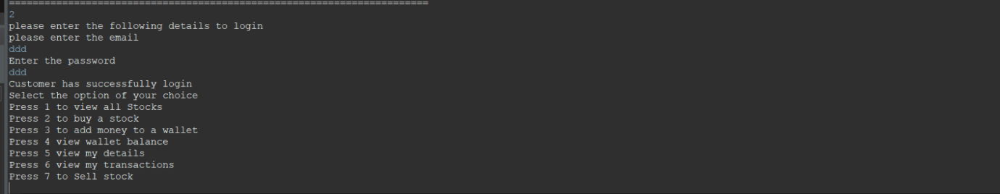 =======================================================================
2
please enter the following details to login
please enter the email
ddd
Enter the password
ddd
Customer has successfully login
Select the option of your choice
Press 1 to view all Stocks
Press 2 to buy a stock
Press 3 to add money to a wallet
Press 4 view wallet balance
Press 5 view my details
Press 6 view my transactions
Press 7 to Sell stock